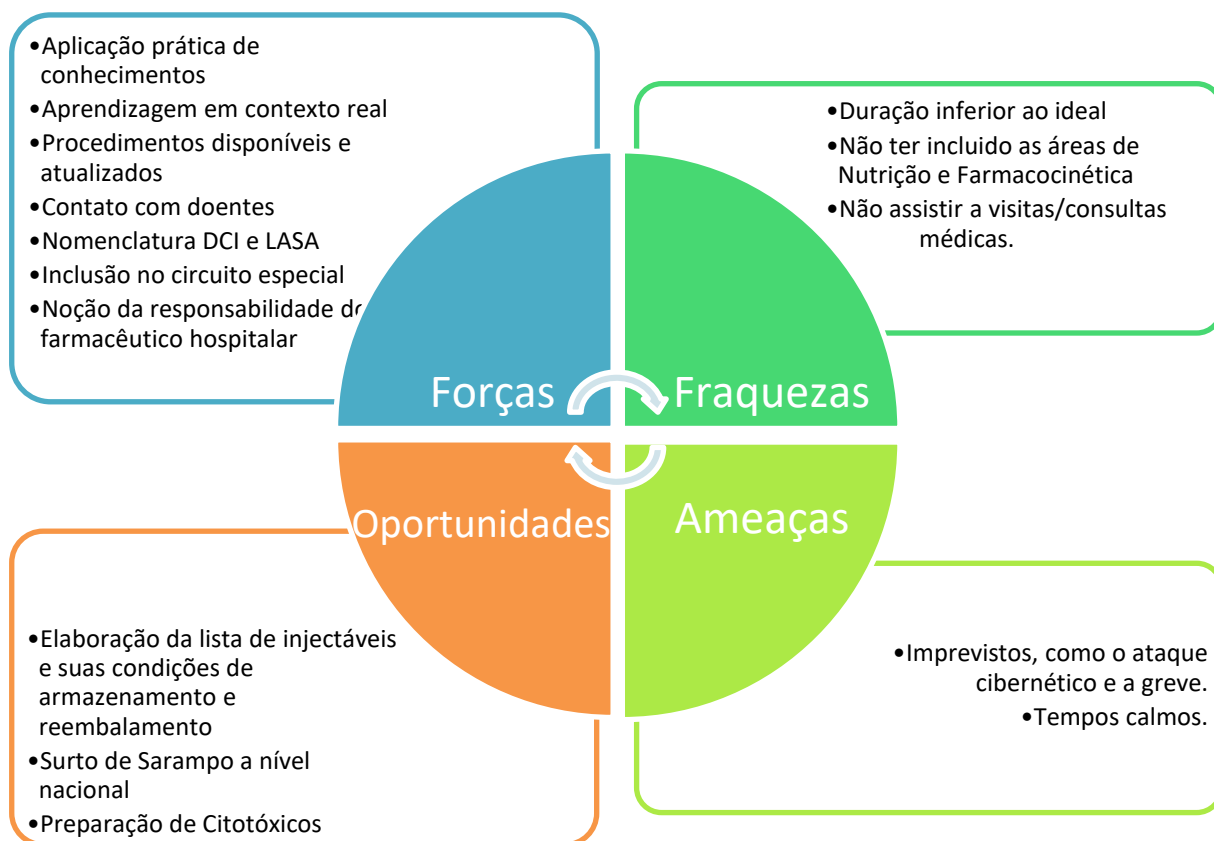 •Aplicação prática de
conhecimentos
•Aprendizagem em contexto real
•Procedimentos disponíveis e
atualizados
•Contato com doentes
•Nomenclatura DCI e LASA
•Inclusão no circuito especial
•Noção da responsabilidade do
farmacêutico hospitalar
•Duração inferior ao ideal
•Não ter incluido as áreas de
Nutrição e Farmacocinética
•Não assistir a visitas/consultas
médicas.
Forças
Fraquezas
Oportunidades
Ameaças
•Elaboração da lista de injectáveis
e suas condições de
armazenamento e
reembalamento
•Surto de Sarampo a nível
nacional
•Preparação de Citotóxicos
•Imprevistos, como o ataque
cibernético e a greve.
•Tempos calmos.